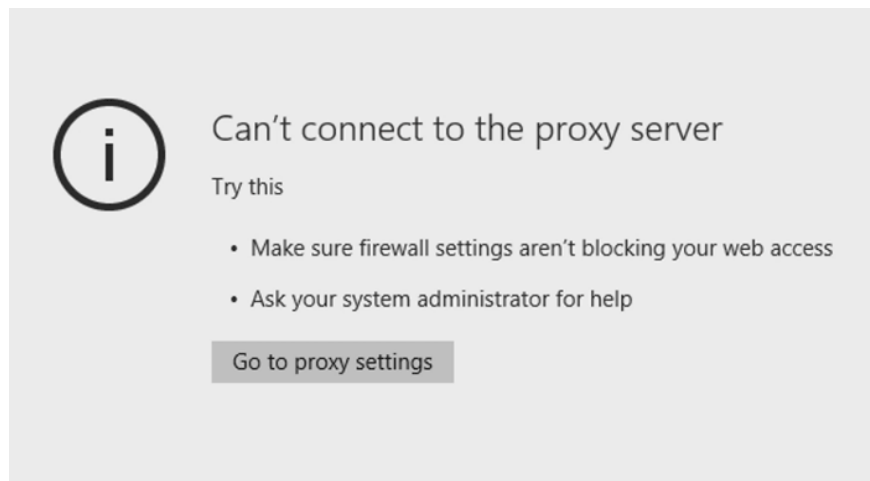 Can’t connect to the proxy server
Try this
• Make sure firewall settings aren’t blocking your web access
• Ask your system administrator for help
Go to proxy settings